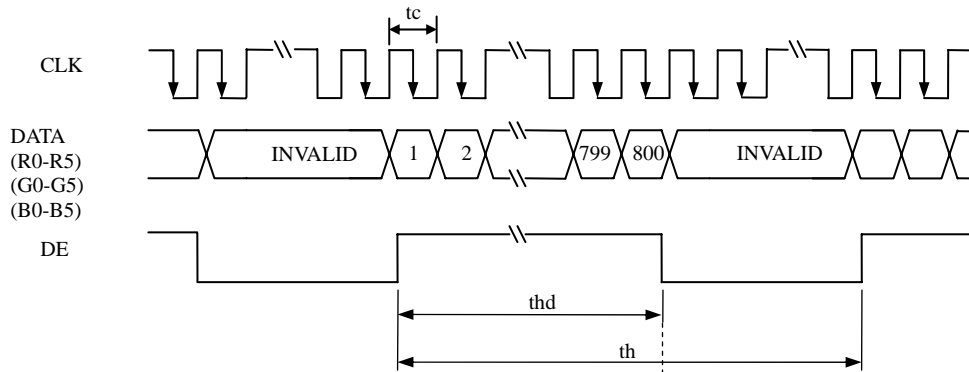 tc
CLK
DATA
(R0-R5)
(G0-G5)
(B0-B5)
INVALID 1 2 799 800 INVALID
DE
thd
th